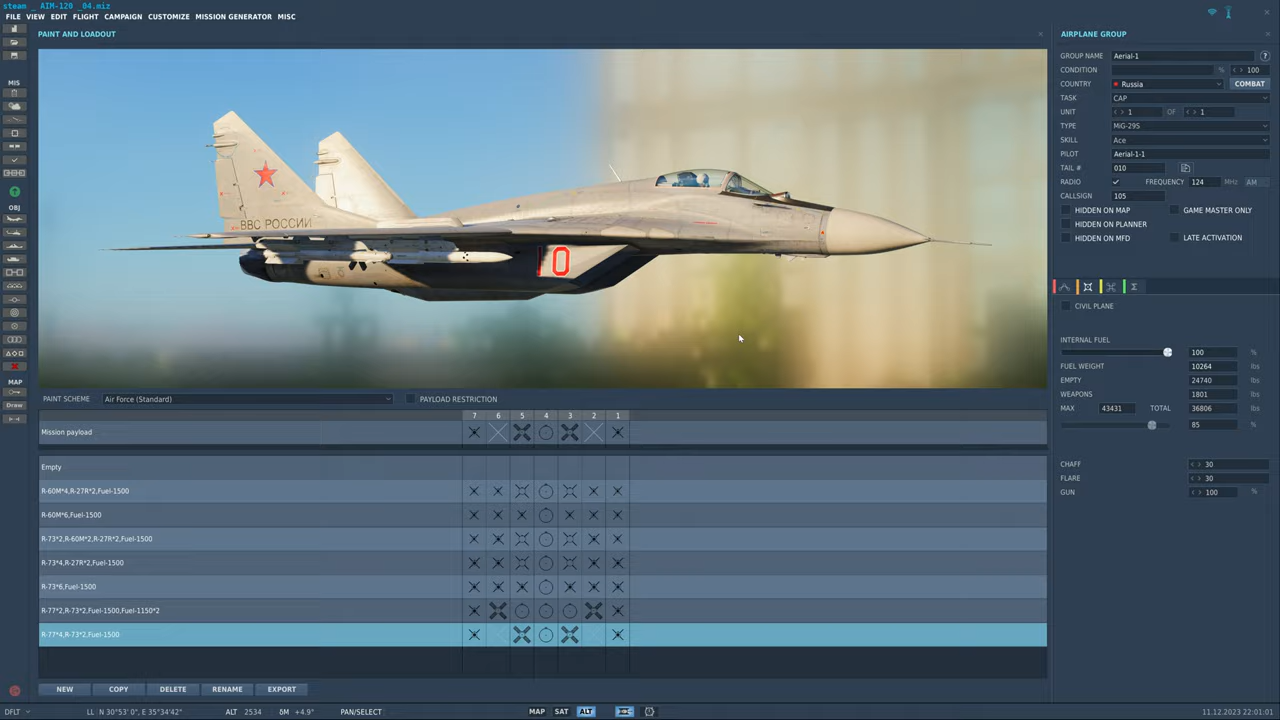 steam _ AIM-120 _04.miz
FILE VIEW EDIT FLIGHT CAMPAIGN CUSTOMIZE MISSION GENERATOR MISC
PAINT AND LOADOUT
ВВС РОССИИ
10
PAINT SCHEME Air Force (Standard) PAYLOAD RESTRICTION
7 6 5 4 3 2 1
Mission payload
Empty
R-60M*4,R-27R*2,Fuel-1500
R-60M*6,Fuel-1500
R-73*2,R-60M*2,R-27R*2,Fuel-1500
R-73*4,R-27R*2,Fuel-1500
R-73*6,Fuel-1500
R-77*2,R-73*2,Fuel-1500,Fuel-1150*2
R-77*4,R-73*2,Fuel-1500
NEW COPY DELETE RENAME EXPORT
MIS
OBJ
MAP
Draw
AIRPLANE GROUP
GROUP NAME Aerial-1 ?
CONDITION % <> 100
COUNTRY Russia COMBAT
TASK CAP
UNIT <> 1 OF <> 1
TYPE MiG-29S
SKILL Ace
PILOT Aerial-1-1
TAIL # 010
RADIO FREQUENCY 124 MHz AM
CALLSIGN 105
HIDDEN ON MAP GAME MASTER ONLY
HIDDEN ON PLANNER
HIDDEN ON MFD LATE ACTIVATION
Σ
CIVIL PLANE
INTERNAL FUEL 100 %
FUEL WEIGHT 10264 lbs
EMPTY 24740 lbs
WEAPONS 1801 lbs
MAX 43431 TOTAL 36806 lbs
85 %
CHAFF <> 30
FLARE <> 30
GUN <> 100 %
DFLT LL N 30°53' 0", E 35°34'42" ALT 2534 δM +4.9° PAN/SELECT MAP SAT ALT 11.12.2023 22:01:01